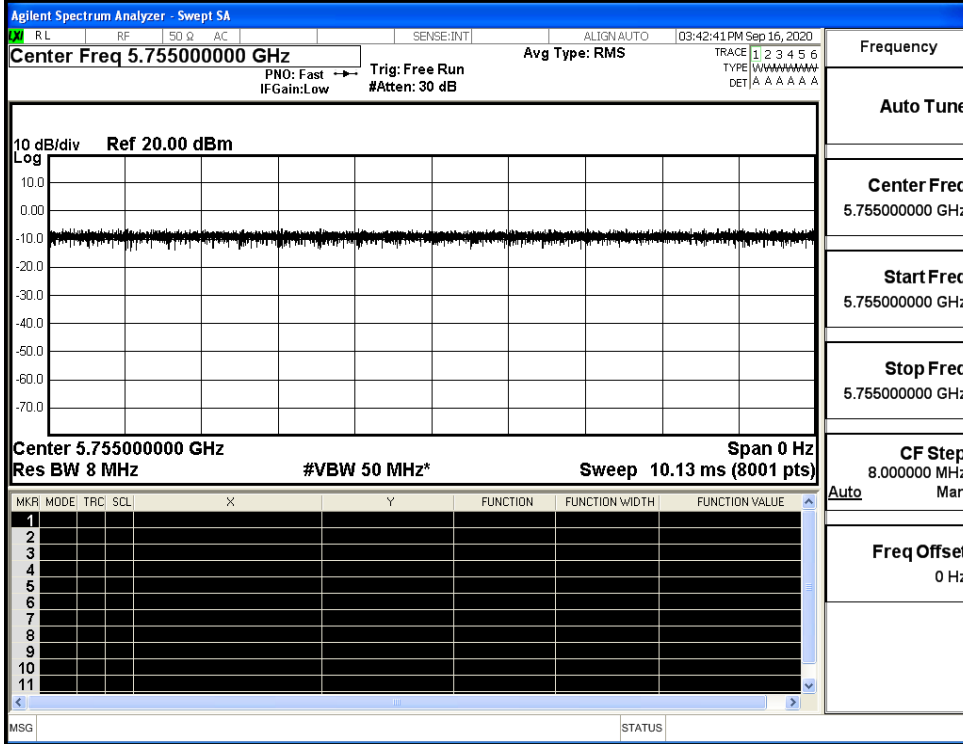 Agilent Spectrum Analyzer - Swept SA
LXI RL RF 50 Ω AC SENSE:INT ALIGN AUTO 03:42:41 PM Sep 16, 2020
Center Freq 5.755000000 GHz
PNO: Fast
IFGain:Low
Trig: Free Run
#Atten: 30 dB
Avg Type: RMS
TRACE 1 2 3 4 5 6
TYPE WWWWWW
DET A A A A A A
10 dB/div Ref 20.00 dBm
Log
10.0
0.00
-10.0
-20.0
-30.0
-40.0
-50.0
-60.0
-70.0
Center 5.755000000 GHz Span 0 Hz
Res BW 8 MHz #VBW 50 MHz* Sweep 10.13 ms (8001 pts)
MKR MODE TRC SCL X Y FUNCTION FUNCTION WIDTH FUNCTION VALUE
1
2
3
4
5
6
7
8
9
10
11
MSG STATUS
Frequency
Auto Tune
Center Freq
5.755000000 GHz
Start Freq
5.755000000 GHz
Stop Freq
5.755000000 GHz
CF Step
8.000000 MHz
Auto Man
Freq Offset
0 Hz